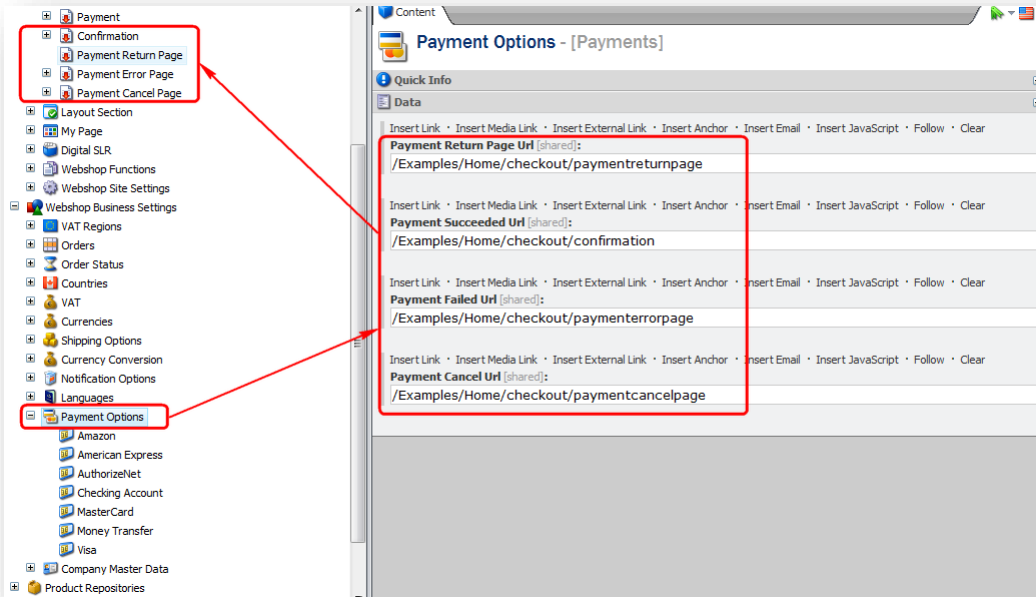 Payment
Confirmation
Payment Return Page
Payment Error Page
Payment Cancel Page
Layout Section
My Page
Digital SLR
Webshop Functions
Webshop Site Settings
Webshop Business Settings
VAT Regions
Orders
Order Status
Countries
VAT
Currencies
Shipping Options
Currency Conversion
Notification Options
Languages
Payment Options
Amazon
American Express
AuthorizeNet
Checking Account
MasterCard
Money Transfer
Visa
Company Master Data
Product Repositories
Content
Payment Options - [Payments]
Quick Info
Data
Insert Link · Insert Media Link · Insert External Link · Insert Anchor · Insert Email · Insert JavaScript · Follow · Clear
Payment Return Page Url [shared]:
/Examples/Home/checkout/paymentreturnpage
Insert Link · Insert Media Link · Insert External Link · Insert Anchor · Insert Email · Insert JavaScript · Follow · Clear
Payment Succeeded Url [shared]:
/Examples/Home/checkout/confirmation
Insert Link · Insert Media Link · Insert External Link · Insert Anchor · Insert Email · Insert JavaScript · Follow · Clear
Payment Failed Url [shared]:
/Examples/Home/checkout/paymenterrorpage
Insert Link · Insert Media Link · Insert External Link · Insert Anchor · Insert Email · Insert JavaScript · Follow · Clear
Payment Cancel Url [shared]:
/Examples/Home/checkout/paymentcancelpage